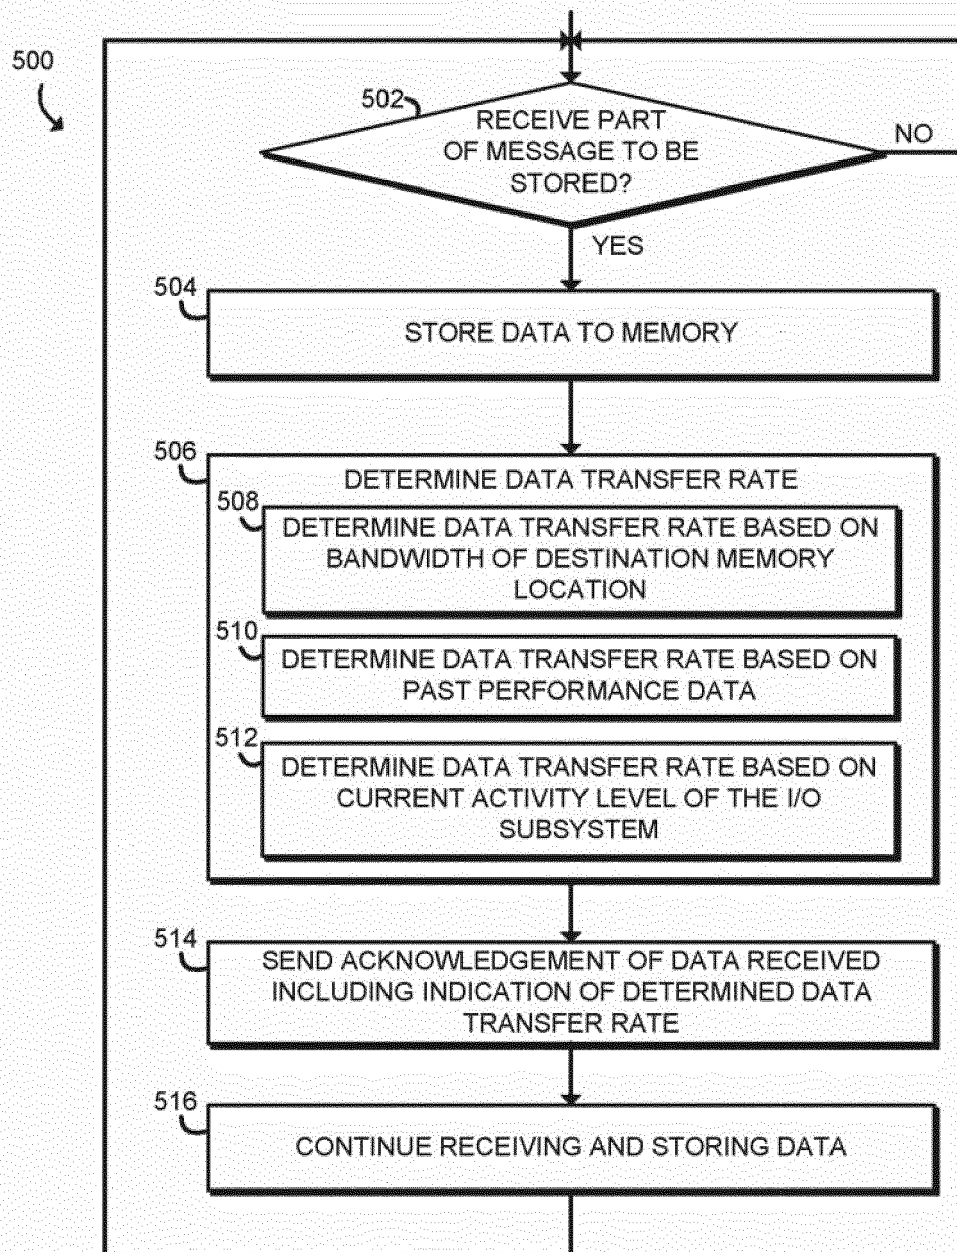 500
502
RECEIVE PART
OF MESSAGE TO BE
STORED?
NO
YES
504
STORE DATA TO MEMORY
506
DETERMINE DATA TRANSFER RATE
508
DETERMINE DATA TRANSFER RATE BASED ON
BANDWIDTH OF DESTINATION MEMORY
LOCATION
510
DETERMINE DATA TRANSFER RATE BASED ON
PAST PERFORMANCE DATA
512
DETERMINE DATA TRANSFER RATE BASED ON
CURRENT ACTIVITY LEVEL OF THE I/O
SUBSYSTEM
514
SEND ACKNOWLEDGEMENT OF DATA RECEIVED
INCLUDING INDICATION OF DETERMINED DATA
TRANSFER RATE
516
CONTINUE RECEIVING AND STORING DATA